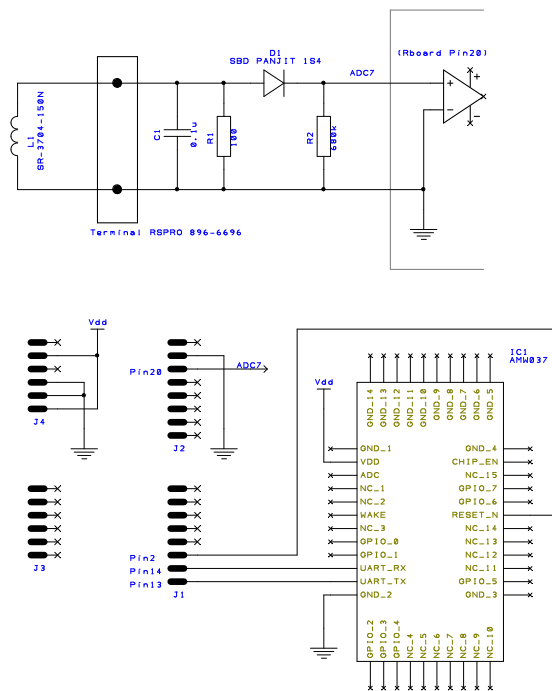 D1
SBD PANJIT 1S4
(Rboard Pin20)
ADC7
+
+
−
−
L1
SR-3704-150N
C1
0.1u
R1
100
R2
680k
Terminal RSPRO 896-6696
Vdd
J4
Pin20
ADC7
J2
J3
Pin2
Pin14
Pin13
J1
IC1
AMW037
Vdd
GND_14
GND_13
GND_12
GND_11
GND_10
GND_9
GND_8
GND_7
GND_6
GND_5
GND_1
VDD
ADC
NC_1
NC_2
WAKE
NC_3
GPIO_0
GPIO_1
UART_RX
UART_TX
GND_2
GND_4
CHIP_EN
NC_15
GPIO_7
GPIO_6
RESET_N
NC_14
NC_13
NC_12
NC_11
GPIO_5
GND_3
GPIO_2
GPIO_3
GPIO_4
NC_4
NC_5
NC_6
NC_7
NC_8
NC_9
NC_10